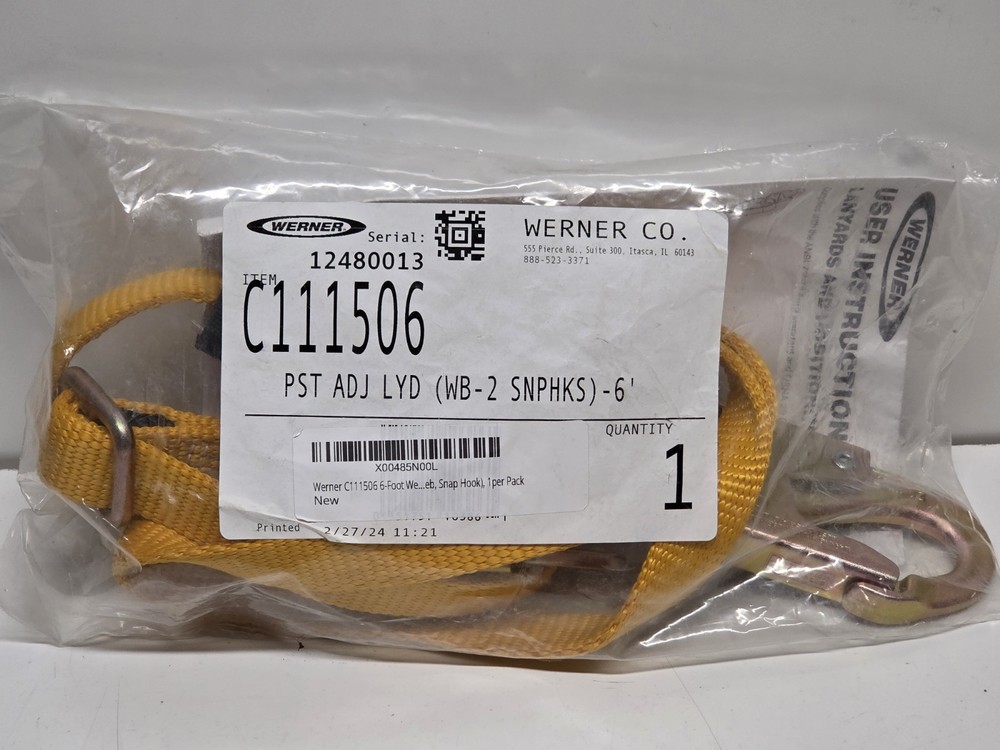 WERNER
Serial:
12480013
WERNER CO.
555 Pierce Rd., Suite 300, Itasca, IL 60143
888-523-3371
ITEM
C111506
PST ADJ LYD (WB-2 SNPHKS)-6'
QUANTITY
1
X00485N00L
Werner C111506 6-Foot We...eb, Snap Hook), 1per Pack
New
Printed 2/27/24 11:21
WERNER
USER INSTRUCTION
LANYARDS AND POSITION